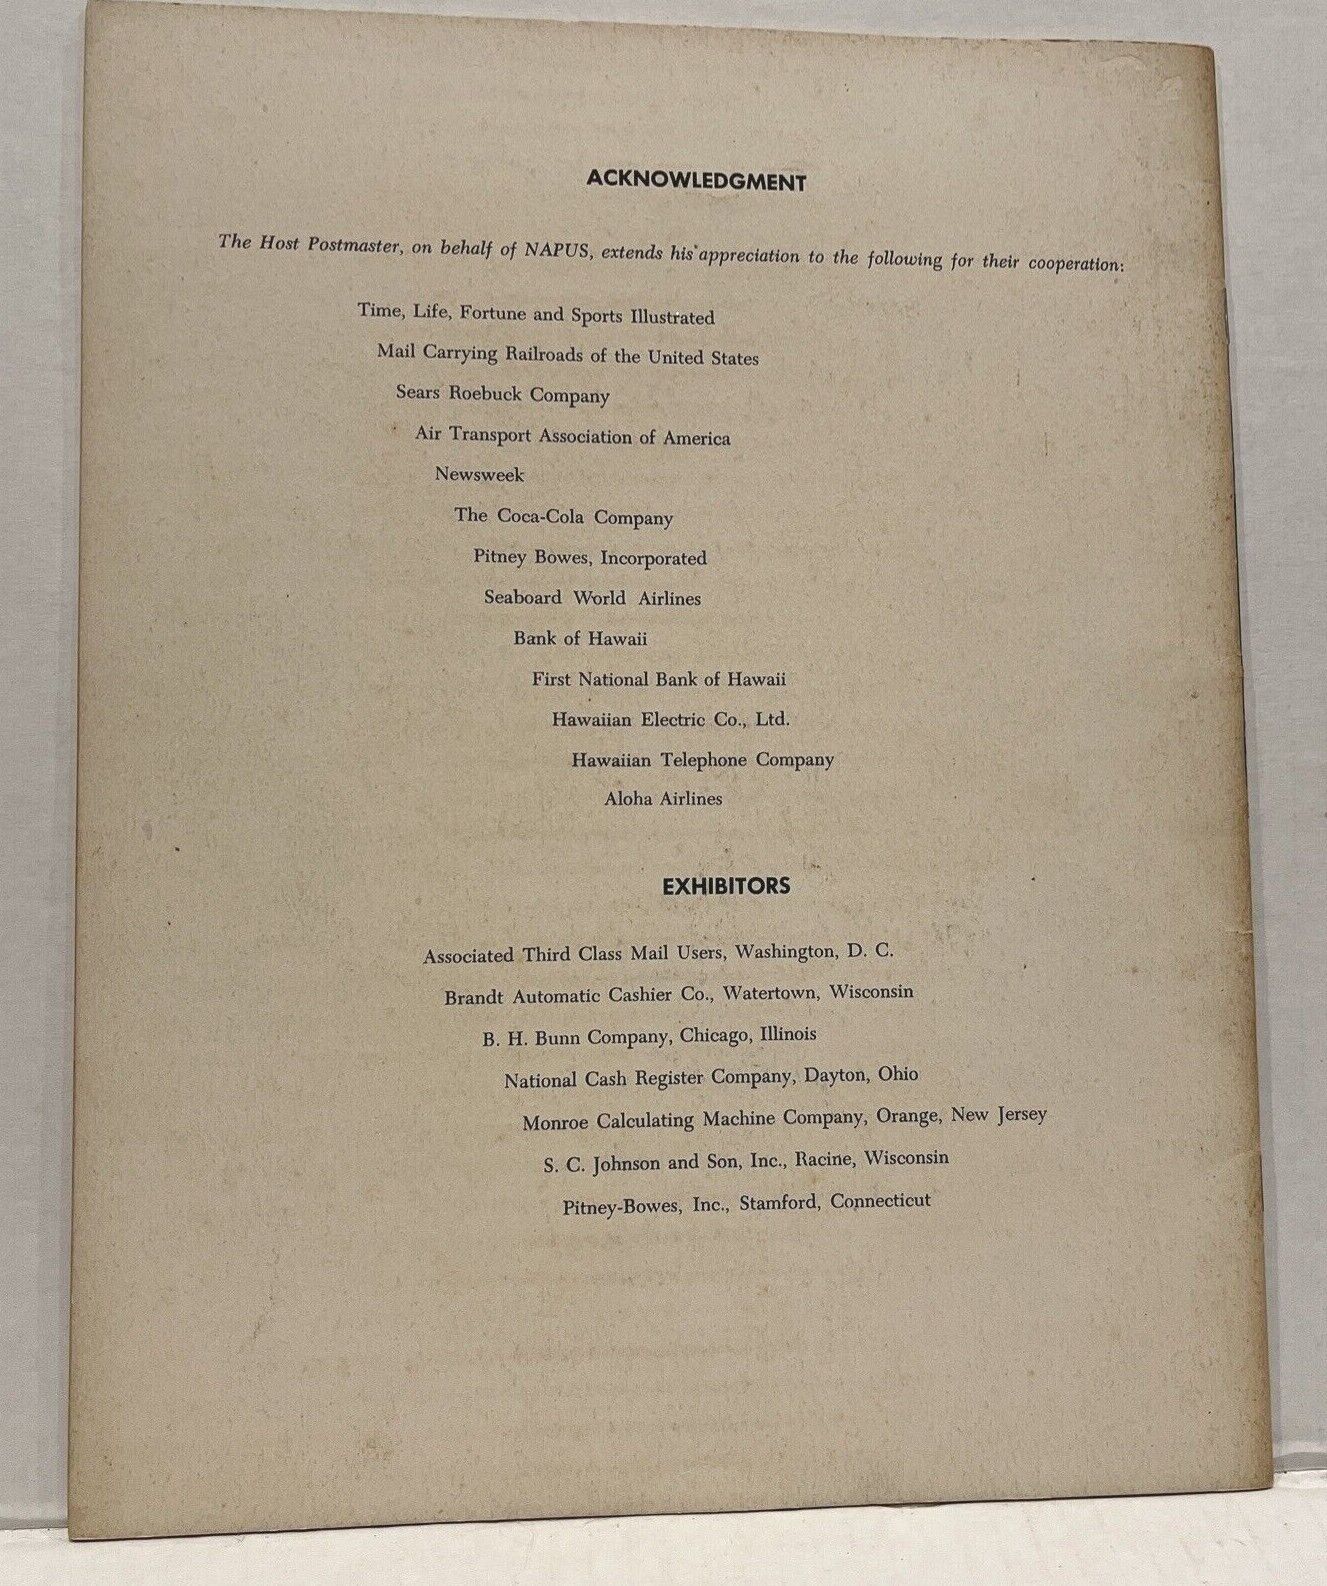 ACKNOWLEDGMENT
The Host Postmaster, on behalf of NAPUS, extends his appreciation to the following for their cooperation:
Time, Life, Fortune and Sports Illustrated
Mail Carrying Railroads of the United States
Sears Roebuck Company
Air Transport Association of America
Newsweek
The Coca-Cola Company
Pitney Bowes, Incorporated
Seaboard World Airlines
Bank of Hawaii
First National Bank of Hawaii
Hawaiian Electric Co., Ltd.
Hawaiian Telephone Company
Aloha Airlines
EXHIBITORS
Associated Third Class Mail Users, Washington, D. C.
Brandt Automatic Cashier Co., Watertown, Wisconsin
B. H. Bunn Company, Chicago, Illinois
National Cash Register Company, Dayton, Ohio
Monroe Calculating Machine Company, Orange, New Jersey
S. C. Johnson and Son, Inc., Racine, Wisconsin
Pitney-Bowes, Inc., Stamford, Connecticut